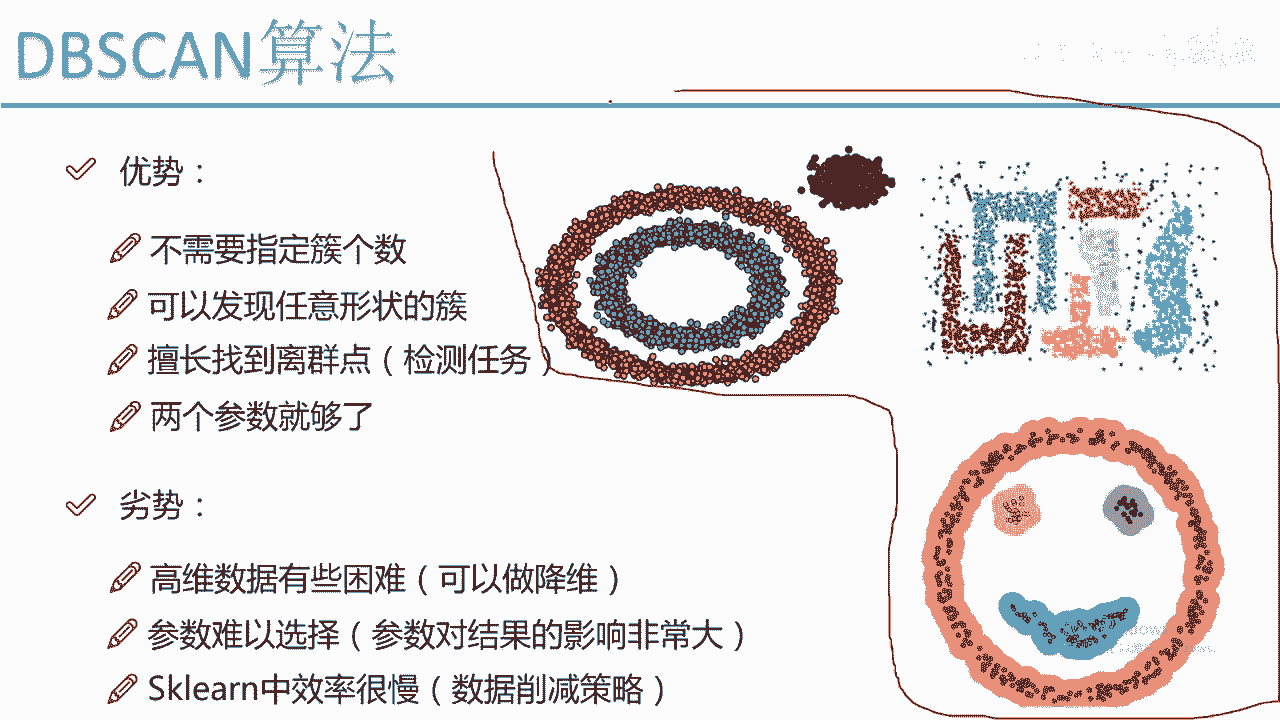 DBSCAN算法
优势：
不需要指定簇个数
可以发现任意形状的簇
擅长找到离群点（检测任务）
两个参数就够了
劣势：
高维数据有些困难（可以做降维）
参数难以选择（参数对结果的影响非常大）
Sklearn中效率很慢（数据削减策略）